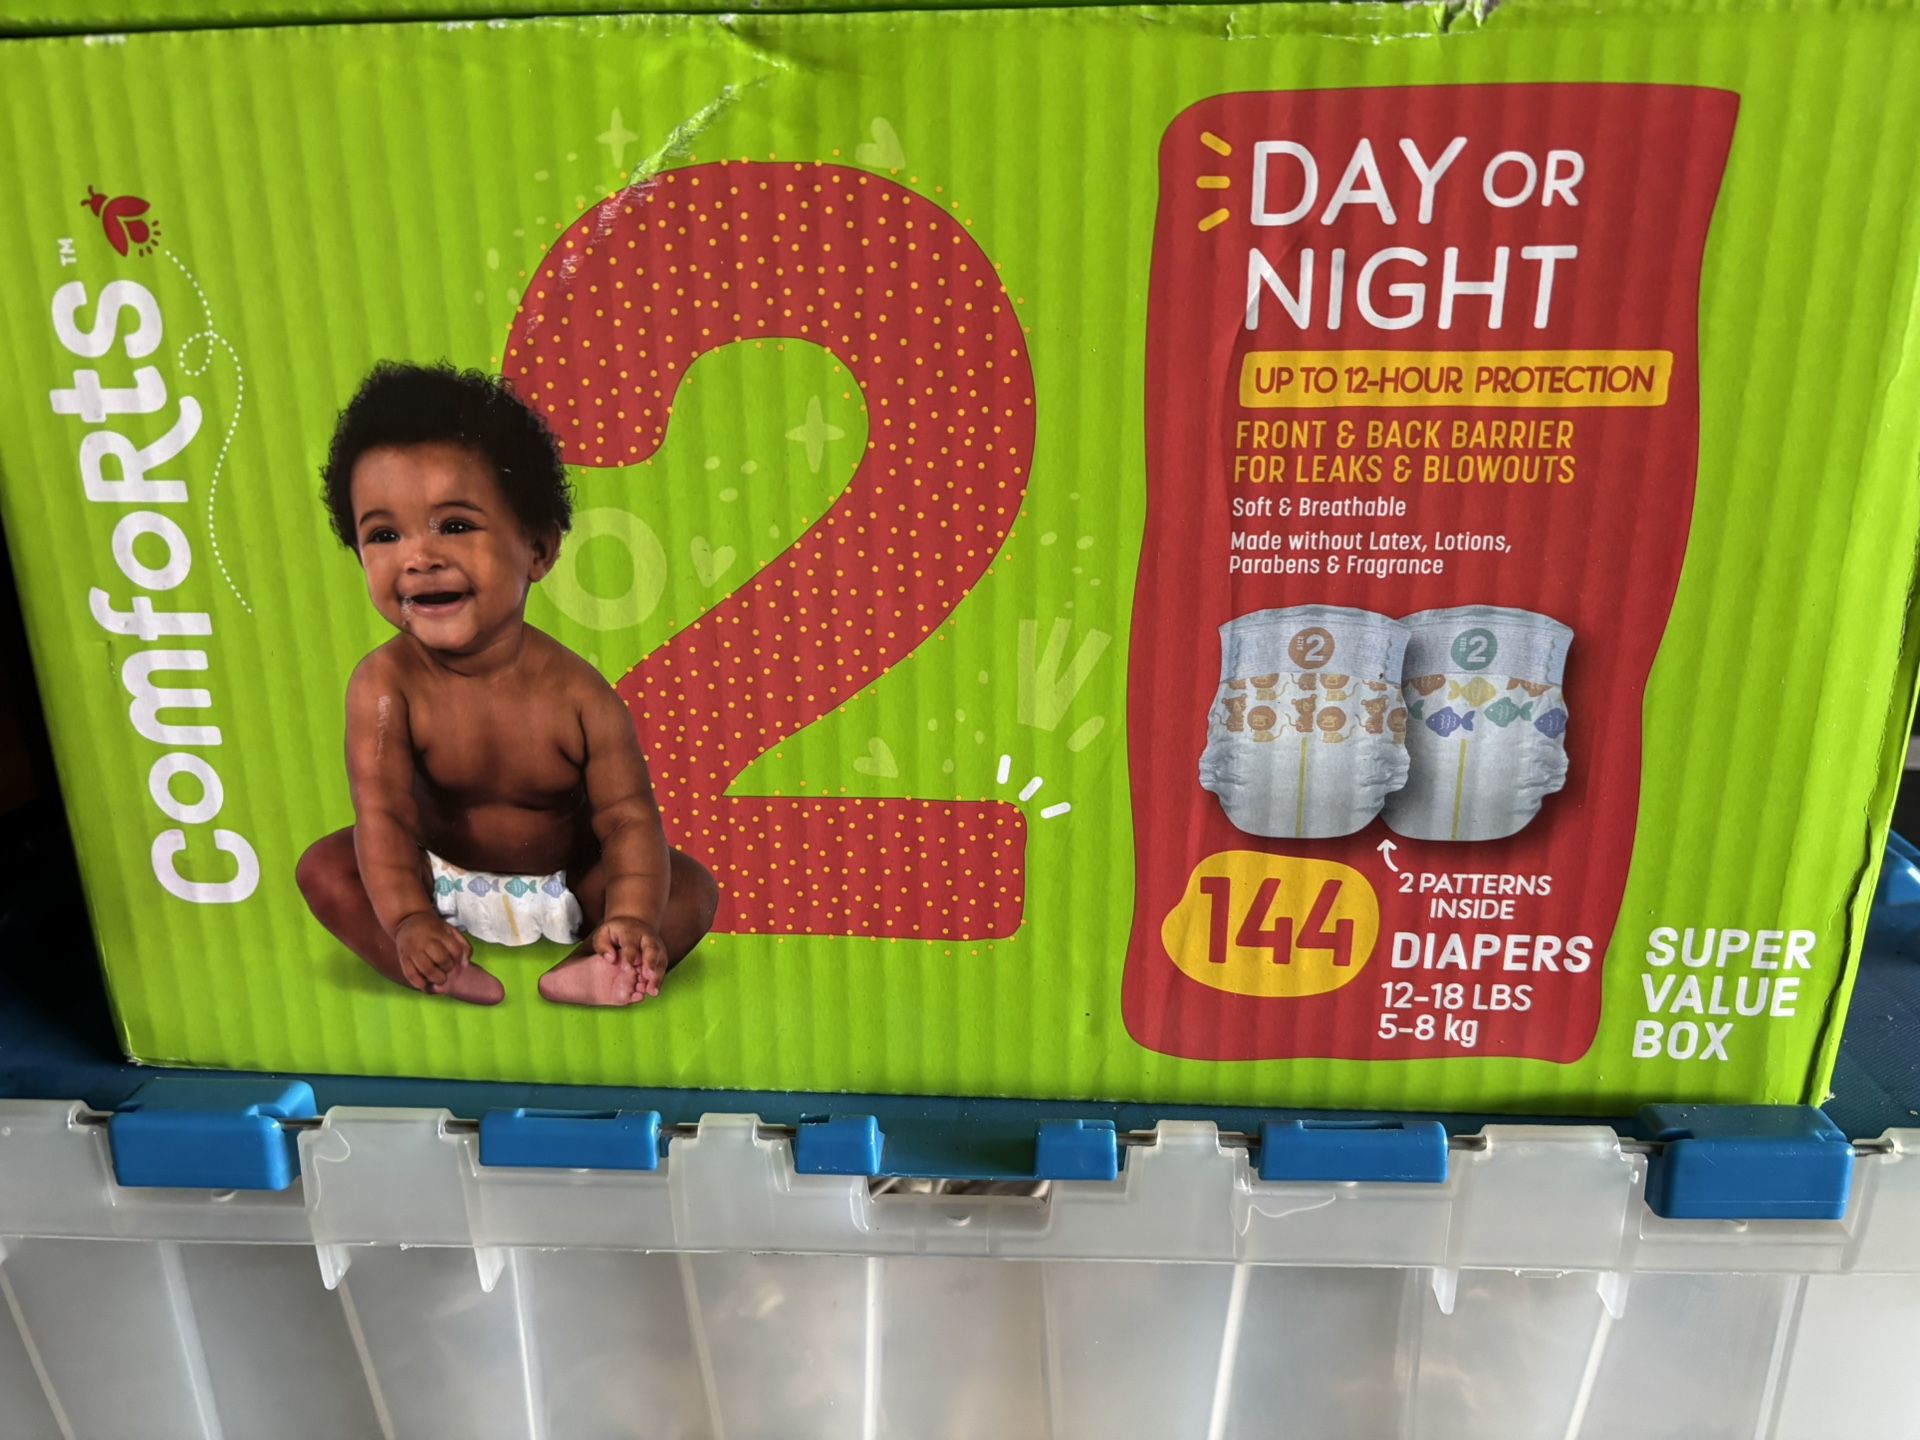 comfoRts™
2
DAY OR
NIGHT
UP TO 12-HOUR PROTECTION
FRONT & BACK BARRIER
FOR LEAKS & BLOWOUTS
Soft & Breathable
Made without Latex, Lotions,
Parabens & Fragrance
SIZE 2
SIZE 2
2 PATTERNS
INSIDE
144
DIAPERS
12-18 LBS
5-8 kg
SUPER
VALUE
BOX